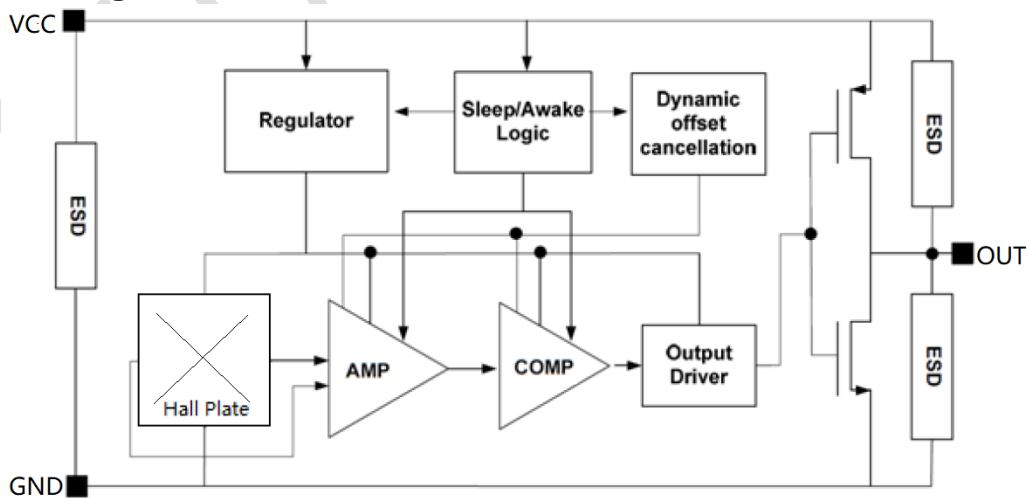 VCC
Regulator
Sleep/Awake
Logic
Dynamic
offset
cancellation
ESD
ESD
OUT
Hall Plate
AMP
COMP
Output
Driver
ESD
GND